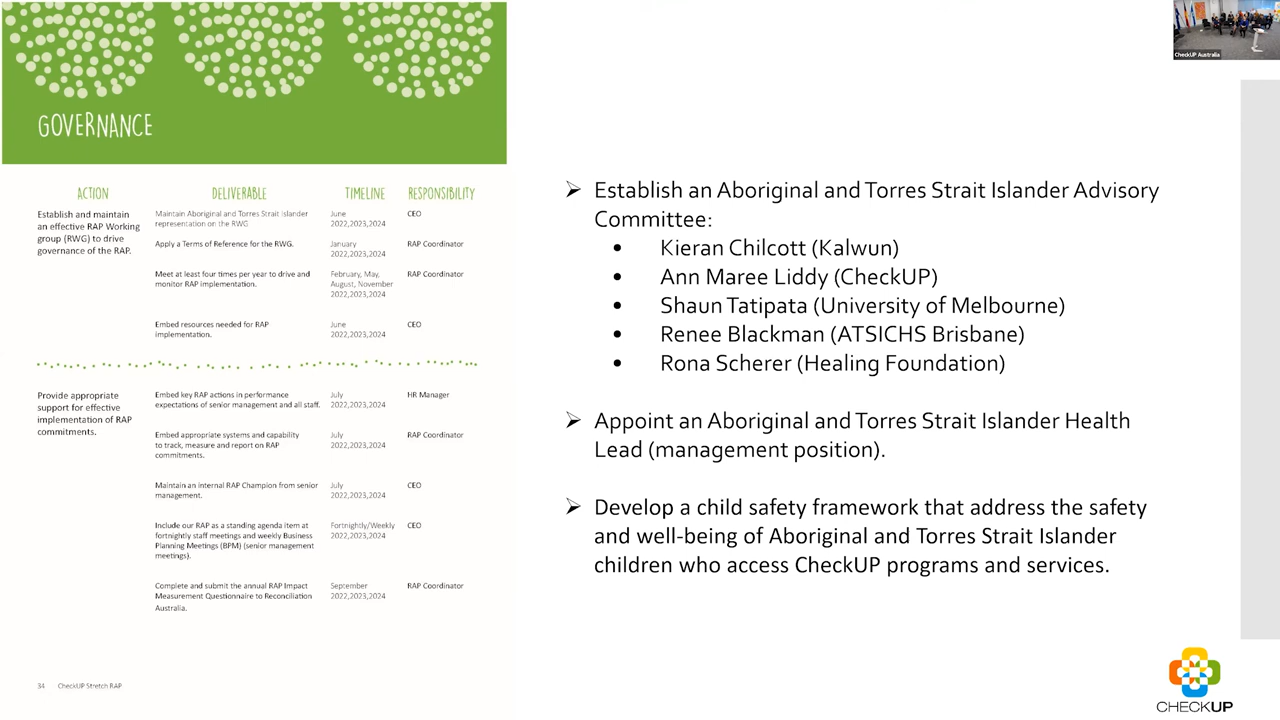 GOVERNANCE
ACTION
DELIVERABLE
TIMELINE
RESPONSIBILITY
Establish and maintain
an effective RAP Working
group (RWG) to drive
governance of the RAP.
Maintain Aboriginal and Torres Strait Islander
representation on the RWG
June
2022,2023,2024
CEO
Apply a Terms of Reference for the RWG.
January
2022,2023,2024
RAP Coordinator
Meet at least four times per year to drive and
monitor RAP implementation.
February, May,
August, November
2022,2023,2024
RAP Coordinator
Embed resources needed for RAP
implementation.
June
2022,2023,2024
CEO
Provide appropriate
support for effective
implementation of RAP
commitments.
Embed key RAP actions in performance
expectations of senior management and all staff.
July
2022,2023,2024
HR Manager
Embed appropriate systems and capability
to track, measure and report on RAP
commitments.
July
2022,2023,2024
RAP Coordinator
Maintain an internal RAP Champion from senior
management.
July
2022,2023,2024
CEO
Include our RAP as a standing agenda item at
fortnightly staff meetings and weekly Business
Planning Meetings (BPM) (senior management
meetings).
Fortnightly/Weekly
2022,2023,2024
CEO
Complete and submit the annual RAP Impact
Measurement Questionnaire to Reconciliation
Australia.
September
2022,2023,2024
RAP Coordinator
34 CheckUP Stretch RAP
➢ Establish an Aboriginal and Torres Strait Islander Advisory
Committee:
• Kieran Chilcott (Kalwun)
• Ann Maree Liddy (CheckUP)
• Shaun Tatipata (University of Melbourne)
• Renee Blackman (ATSICHS Brisbane)
• Rona Scherer (Healing Foundation)
➢ Appoint an Aboriginal and Torres Strait Islander Health
Lead (management position).
➢ Develop a child safety framework that address the safety
and well-being of Aboriginal and Torres Strait Islander
children who access CheckUP programs and services.
CheckUP Australia
CHECKUP